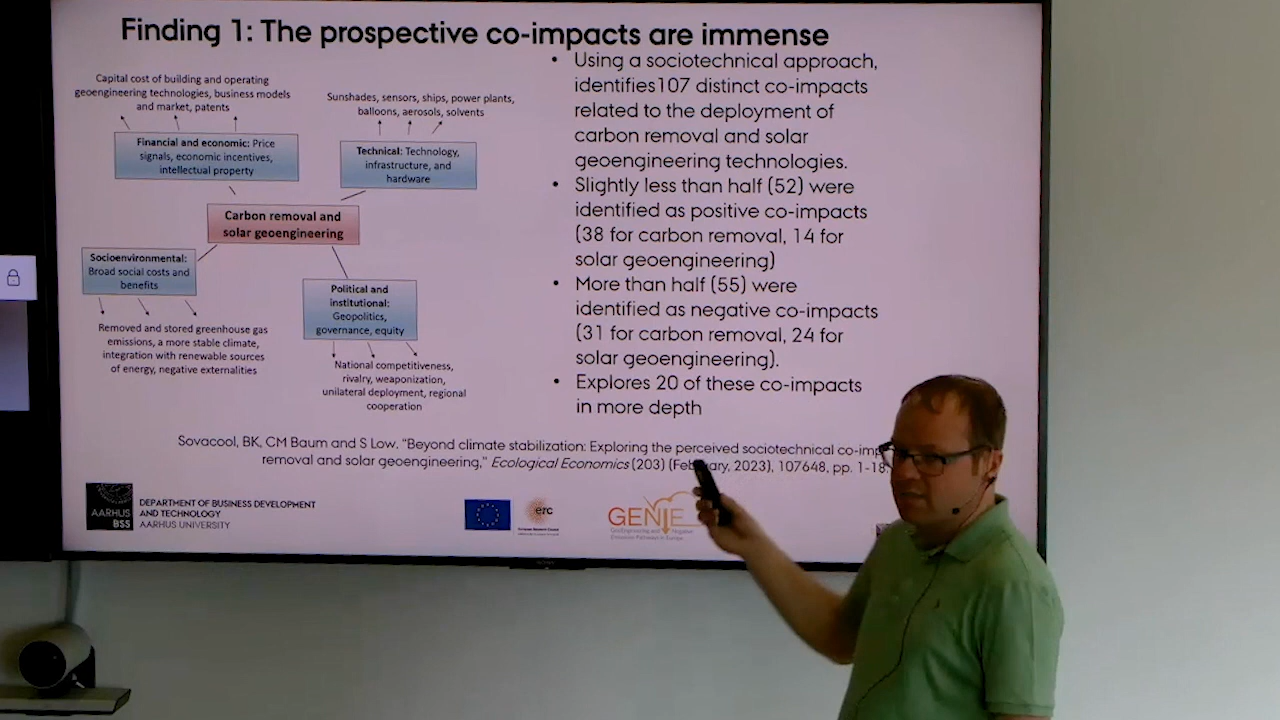 Finding 1: The prospective co-impacts are immense
Capital cost of building and operating
geoengineering technologies, business models
and market, patents
Sunshades, sensors, ships, power plants,
balloons, aerosols, solvents
Financial and economic: Price
signals, economic incentives,
intellectual property
Technical: Technology,
infrastructure, and
hardware
Carbon removal and
solar geoengineering
Socioenvironmental:
Broad social costs and
benefits
Political and
institutional:
Geopolitics,
governance, equity
Removed and stored greenhouse gas
emissions, a more stable climate,
integration with renewable sources
of energy, negative externalities
National competitiveness,
rivalry, weaponization,
unilateral deployment, regional
cooperation
• Using a sociotechnical approach,
identifies107 distinct co-impacts
related to the deployment of
carbon removal and solar
geoengineering technologies.
• Slightly less than half (52) were
identified as positive co-impacts
(38 for carbon removal, 14 for
solar geoengineering)
• More than half (55) were
identified as negative co-impacts
(31 for carbon removal, 24 for
solar geoengineering).
• Explores 20 of these co-impacts
in more depth
Sovacool, BK, CM Baum and S Low. "Beyond climate stabilization: Exploring the perceived sociotechnical co-imp
removal and solar geoengineering," Ecological Economics (203) (February, 2023), 107648, pp. 1-18
AARHUS
BSS
DEPARTMENT OF BUSINESS DEVELOPMENT
AND TECHNOLOGY
AARHUS UNIVERSITY
erc
GENIE
SONY